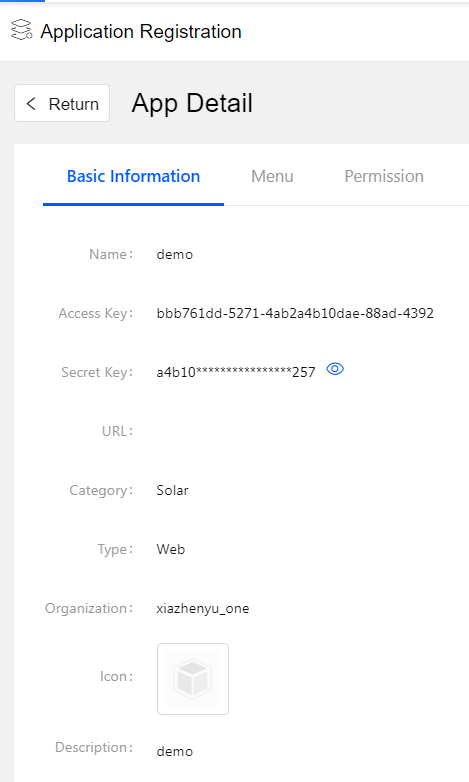 Application Registration
Return
App Detail
Basic Information Menu Permission
Name: demo
Access Key: bbb761dd-5271-4ab2a4b10dae-88ad-4392
Secret Key: a4b10****************257
URL:
Category: Solar
Type: Web
Organization: xiazhenyu_one
Icon:
Description: demo